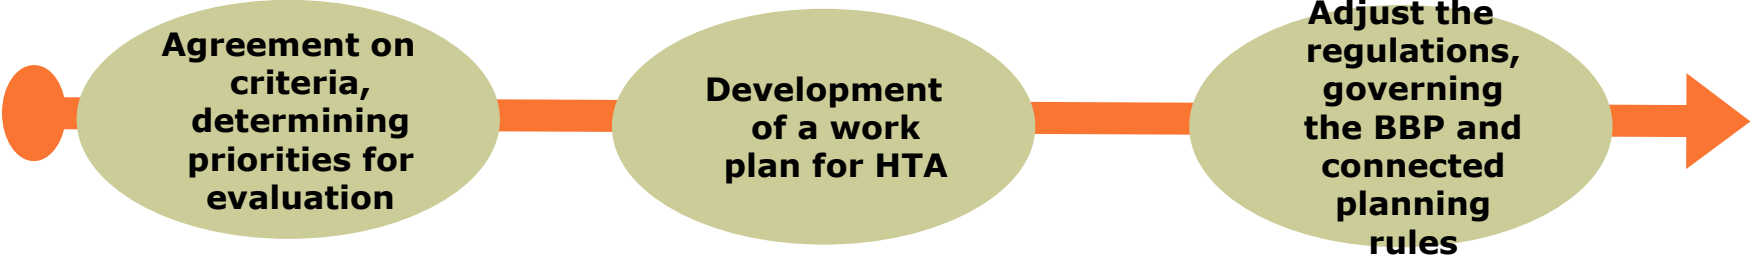 Agreement on
criteria,
determining
priorities for
evaluation
Development
of a work
plan for HTA
Adjust the
regulations,
governing
the BBP and
connected
planning
rules